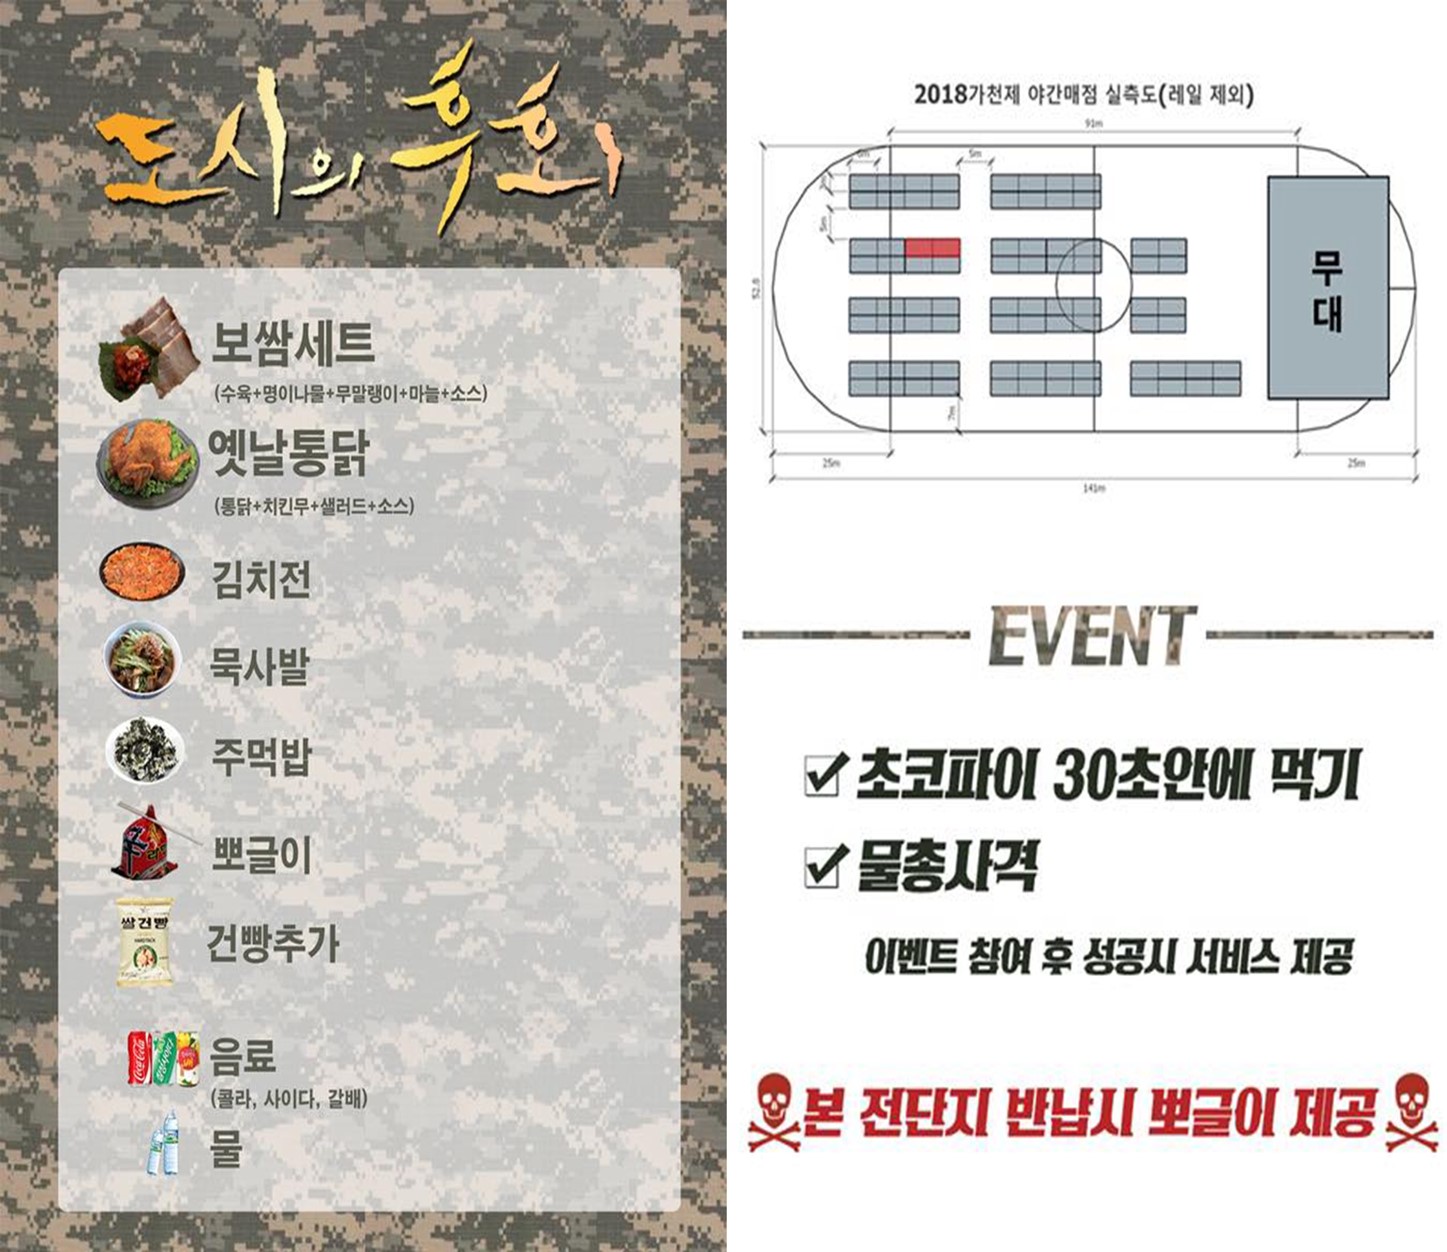 도시의 후회
보쌈세트
(수육+명이나물+무말랭이+마늘+소스)
옛날통닭
(통닭+치킨무+샐러드+소스)
김치전
묵사발
주먹밥
뽀글이
쌀건빵
건빵추가
음료
(콜라, 사이다, 갈배)
물
2018가천제 야간매점 실측도(레일 제외)
91m
5m
5m
52.8
무대
7m
25m
25m
141m
EVENT
초코파이 30초안에 먹기
물총사격
이벤트 참여 후 성공시 서비스 제공
본 전단지 반납시 뽀글이 제공